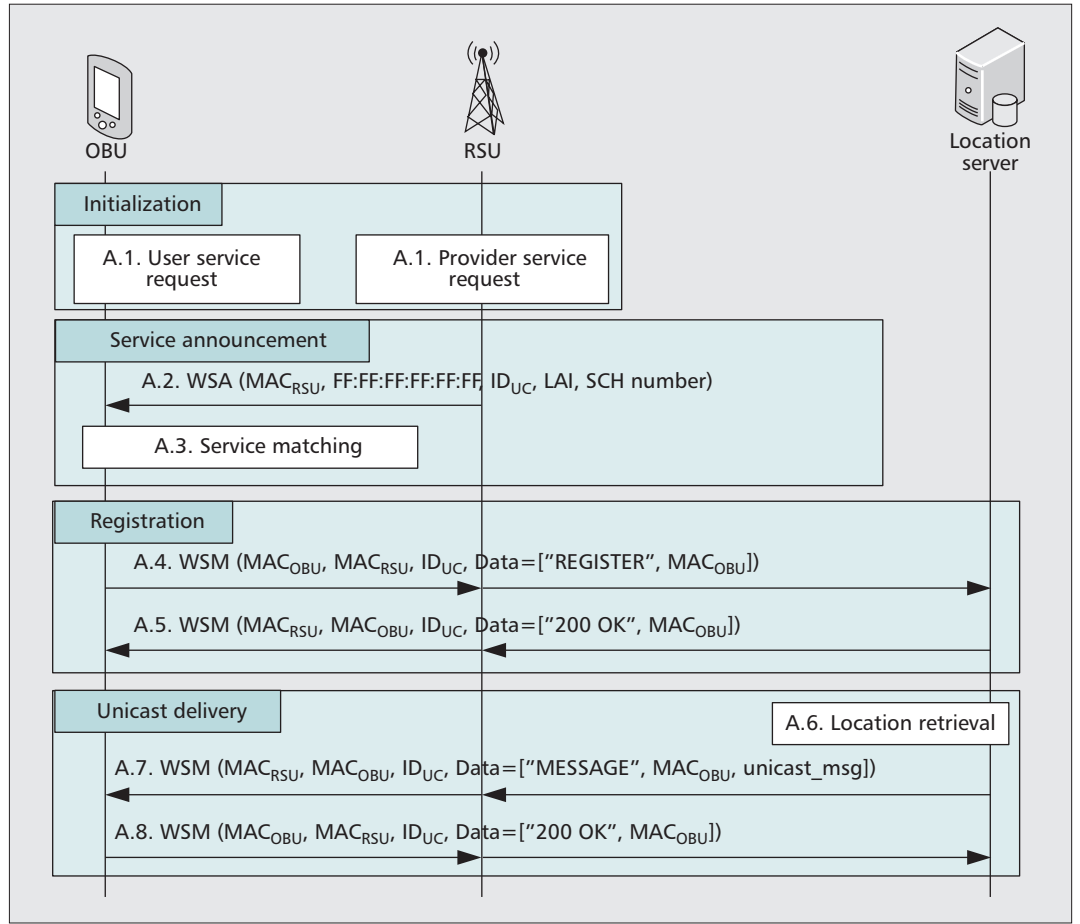 OBU
RSU
Location
server
Initialization
A.1. User service
request
A.1. Provider service
request
Service announcement
A.2. WSA (MACRSU, FF:FF:FF:FF:FF:FF, IDUC, LAI, SCH number)
A.3. Service matching
Registration
A.4. WSM (MACOBU, MACRSU, IDUC, Data=["REGISTER", MACOBU])
A.5. WSM (MACRSU, MACOBU, IDUC, Data=["200 OK", MACOBU])
Unicast delivery
A.6. Location retrieval
A.7. WSM (MACRSU, MACOBU, IDUC, Data=["MESSAGE", MACOBU, unicast_msg])
A.8. WSM (MACOBU, MACRSU, IDUC, Data=["200 OK", MACOBU])